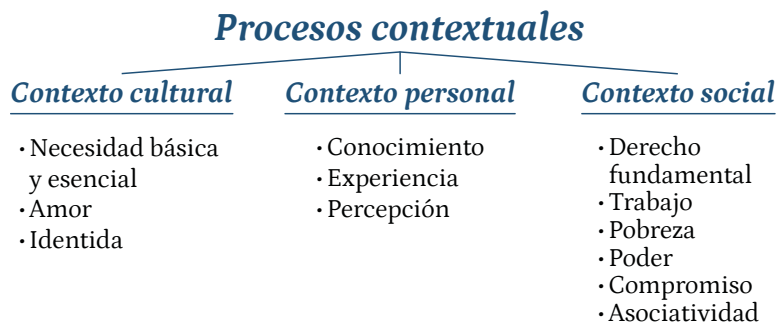 Procesos contextuales
Contexto cultural
· Necesidad básica
y esencial
· Amor
· Identida
Contexto personal
· Conocimiento
· Experiencia
· Percepción
Contexto social
· Derecho
fundamental
· Trabajo
· Pobreza
· Poder
· Compromiso
· Asociatividad